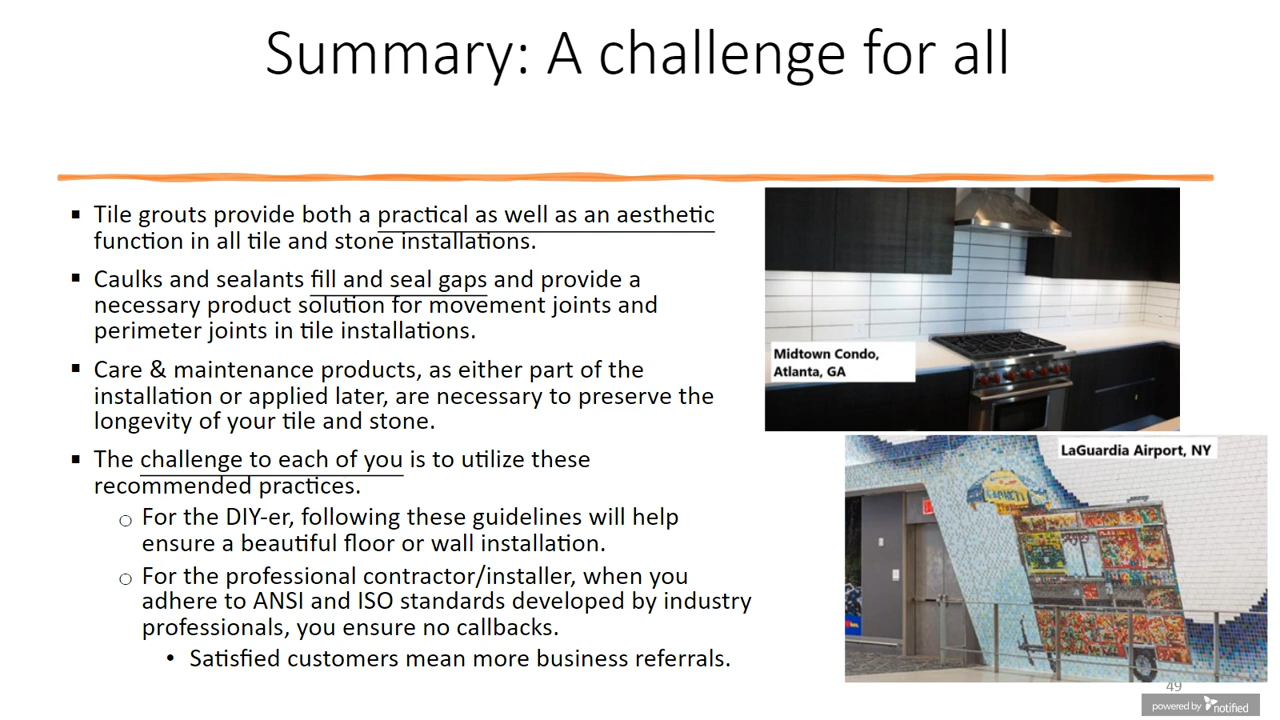 Summary: A challenge for all
▪ Tile grouts provide both a practical as well as an aesthetic
function in all tile and stone installations.
▪ Caulks and sealants fill and seal gaps and provide a
necessary product solution for movement joints and
perimeter joints in tile installations.
▪ Care & maintenance products, as either part of the
installation or applied later, are necessary to preserve the
longevity of your tile and stone.
▪ The challenge to each of you is to utilize these
recommended practices.
○ For the DIY-er, following these guidelines will help
ensure a beautiful floor or wall installation.
○ For the professional contractor/installer, when you
adhere to ANSI and ISO standards developed by industry
professionals, you ensure no callbacks.
• Satisfied customers mean more business referrals.
Midtown Condo,
Atlanta, GA
LaGuardia Airport, NY
49
powered by notified